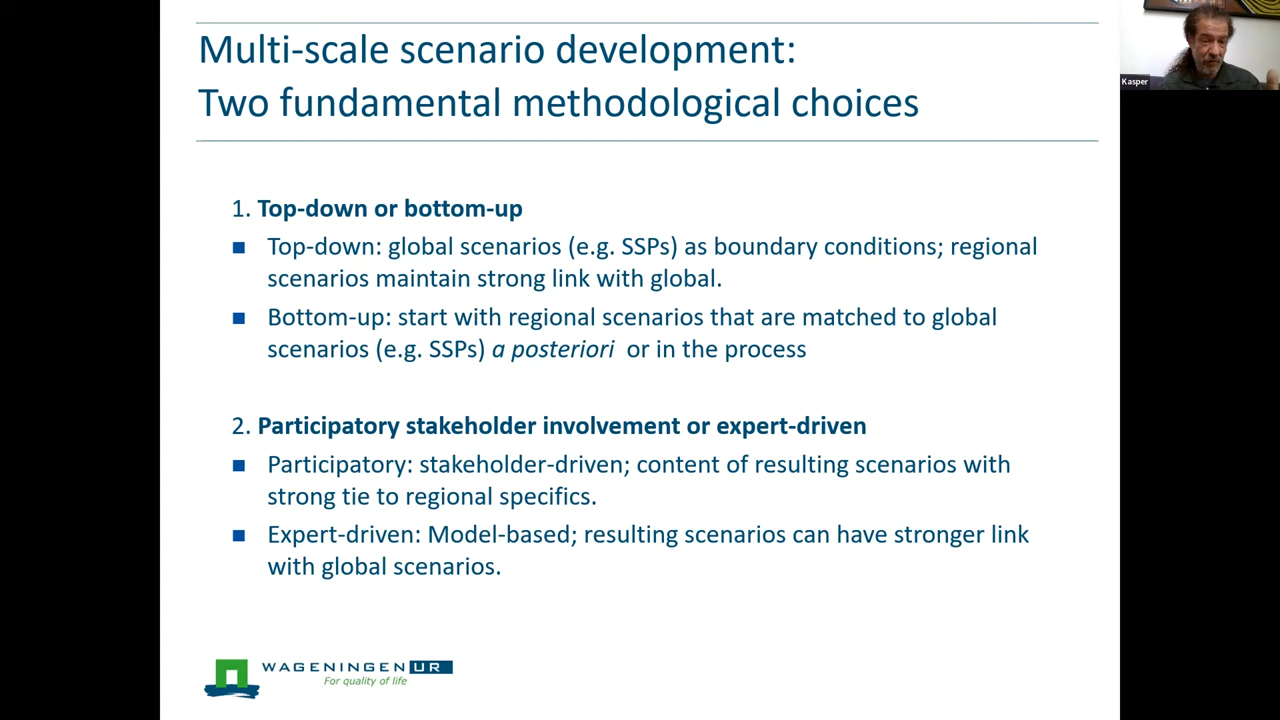 Multi-scale scenario development:
Two fundamental methodological choices
Kasper
1. Top-down or bottom-up
■ Top-down: global scenarios (e.g. SSPs) as boundary conditions; regional
scenarios maintain strong link with global.
■ Bottom-up: start with regional scenarios that are matched to global
scenarios (e.g. SSPs) a posteriori or in the process
2. Participatory stakeholder involvement or expert-driven
■ Participatory: stakeholder-driven; content of resulting scenarios with
strong tie to regional specifics.
■ Expert-driven: Model-based; resulting scenarios can have stronger link
with global scenarios.
WAGENINGEN UR
For quality of life